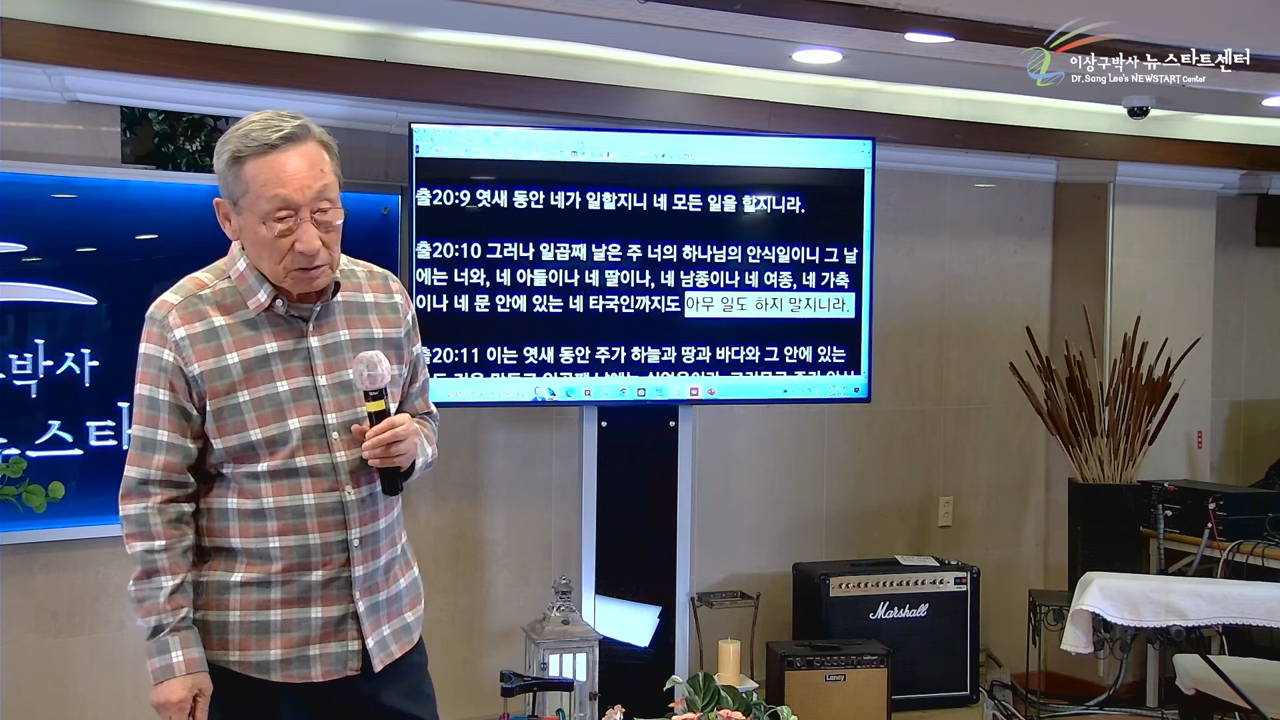 이상구박사 뉴스타트센터
Dr.Sang Lee's NEWSTART Center
출20:9 엿새 동안 네가 일할지니 네 모든 일을 할지니라.
출20:10 그러나 일곱째 날은 주 너의 하나님의 안식일이니 그 날
에는 너와, 네 아들이나 네 딸이나, 네 남종이나 네 여종, 네 가축
이나 네 문 안에 있는 네 타국인까지도 아무 일도 하지 말지니라.
출20:11 이는 엿새 동안 주가 하늘과 땅과 바다와 그 안에 있는
박사
뉴스타
Marshall
Laney